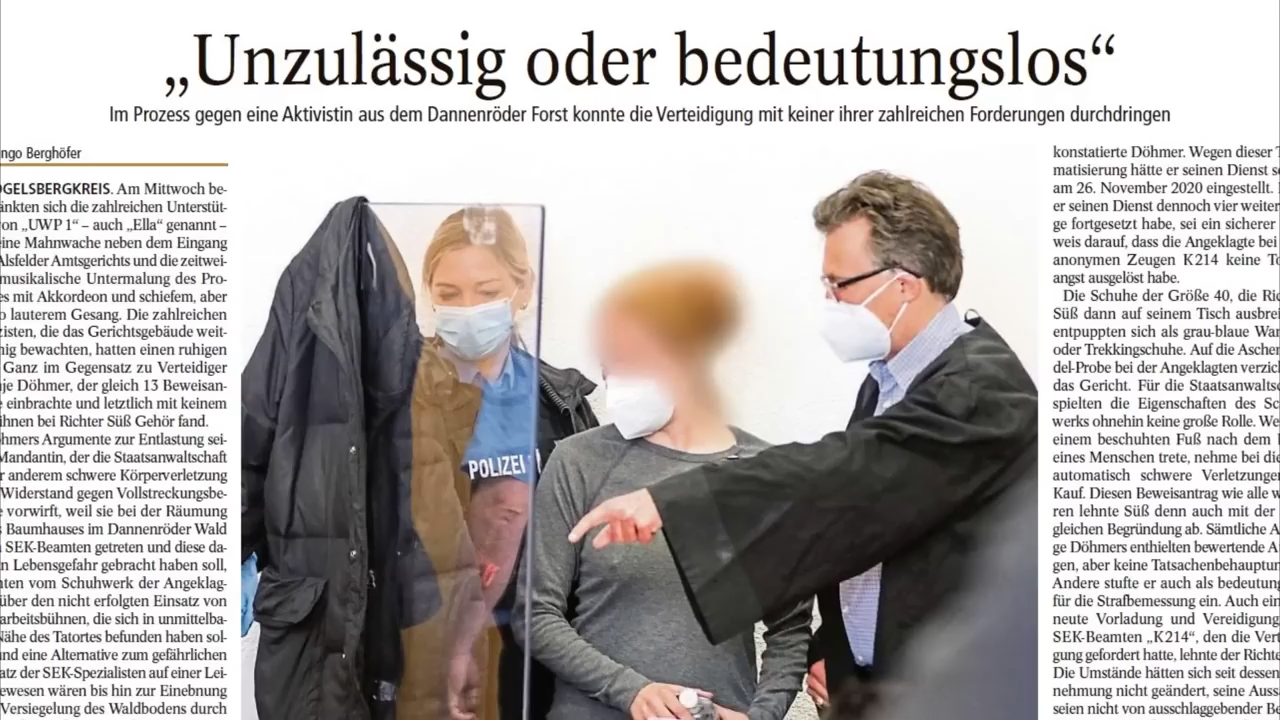 „Unzulässig oder bedeutungslos“
Im Prozess gegen eine Aktivistin aus dem Dannenröder Forst konnte die Verteidigung mit keiner ihrer zahlreichen Forderungen durchdringen
ngo Berghöfer
OGELSBERGKREIS. Am Mittwoch be-
änkten sich die zahlreichen Unterstüt-
von „UWP 1“ – auch „Ella“ genannt –
eine Mahnwache neben dem Eingang
Alsfelder Amtsgerichts und die zeitwei-
musikalische Untermalung des Pro-
es mit Akkordeon und schiefem, aber
o lauterem Gesang. Die zahlreichen
zisten, die das Gerichtsgebäude weit-
nig bewachten, hatten einen ruhigen
Ganz im Gegensatz zu Verteidiger
je Döhmer, der gleich 13 Beweisan-
e einbrachte und letztlich mit keinem
ihnen bei Richter Süß Gehör fand.
öhmers Argumente zur Entlastung sei-
Mandantin, der die Staatsanwaltschaft
r anderem schwere Körperverletzung
Widerstand gegen Vollstreckungsbe-
e vorwirft, weil sie bei der Räumung
s Baumhauses im Dannenröder Wald
SEK-Beamten getreten und diese da-
n Lebensgefahr gebracht haben soll,
nten vom Schuhwerk der Angeklag-
über den nicht erfolgten Einsatz von
arbeitsbühnen, die sich in unmittelba-
Nähe des Tatortes befunden haben sol-
und eine Alternative zum gefährlichen
atz der SEK-Spezialisten auf einer Lei-
ewesen wären bis hin zur Einebnung
Versiegelung des Waldbodens durch
POLIZEI
konstatierte Döhmer. Wegen dieser T
matisierung hätte er seinen Dienst se
am 26. November 2020 eingestellt.
er seinen Dienst dennoch vier weiter
ge fortgesetzt habe, sei ein sicherer
weis darauf, dass die Angeklagte bei
anonymen Zeugen K214 keine To
angst ausgelöst habe.
Die Schuhe der Größe 40, die Ric
Süß dann auf seinem Tisch ausbrei
entpuppten sich als grau-blaue Wan
oder Trekkingschuhe. Auf die Aschen
del-Probe bei der Angeklagten verzich
das Gericht. Für die Staatsanwaltsc
spielten die Eigenschaften des Sc
werks ohnehin keine große Rolle. We
einem beschuhten Fuß nach dem
eines Menschen trete, nehme bei die
automatisch schwere Verletzungen
Kauf. Diesen Beweisantrag wie alle w
ren lehnte Süß denn auch mit der
gleichen Begründung ab. Sämtliche A
ge Döhmers enthielten bewertende A
gen, aber keine Tatsachenbehauptun
Andere stufte er auch als bedeutun
für die Strafbemessung ein. Auch ein
neute Vorladung und Vereidigung
SEK-Beamten „K214“, den die Ver
gung gefordert hatte, lehnte der Richte
Die Umstände hätten sich seit dessen
nehmung nicht geändert, seine Auss
seien nicht von ausschlaggebender Be